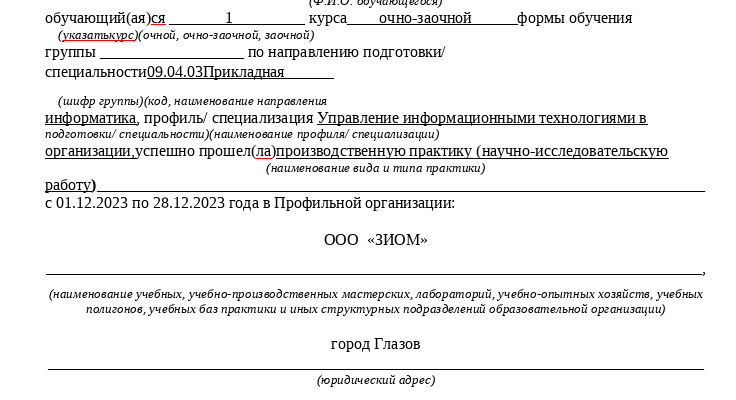 (Ф.И.О. обучающегося)
обучающий(ая)ся 1 курса очно-заочной формы обучения
(указатькурс)(очной, очно-заочной, заочной)
группы ____________ по направлению подготовки/
специальности09.04.03Прикладная
(шифр группы)(код, наименование направления
информатика, профиль/ специализация Управление информационными технологиями в
подготовки/ специальности)(наименование профиля/ специализации)
организации,успешно прошел(ла)производственную практику (научно-исследовательскую
(наименование вида и типа практики)
работу)
с 01.12.2023 по 28.12.2023 года в Профильной организации:
ООО «ЗИОМ»
,
(наименование учебных, учебно-производственных мастерских, лабораторий, учебно-опытных хозяйств, учебных
полигонов, учебных баз практики и иных структурных подразделений образовательной организации)
город Глазов
(юридический адрес)